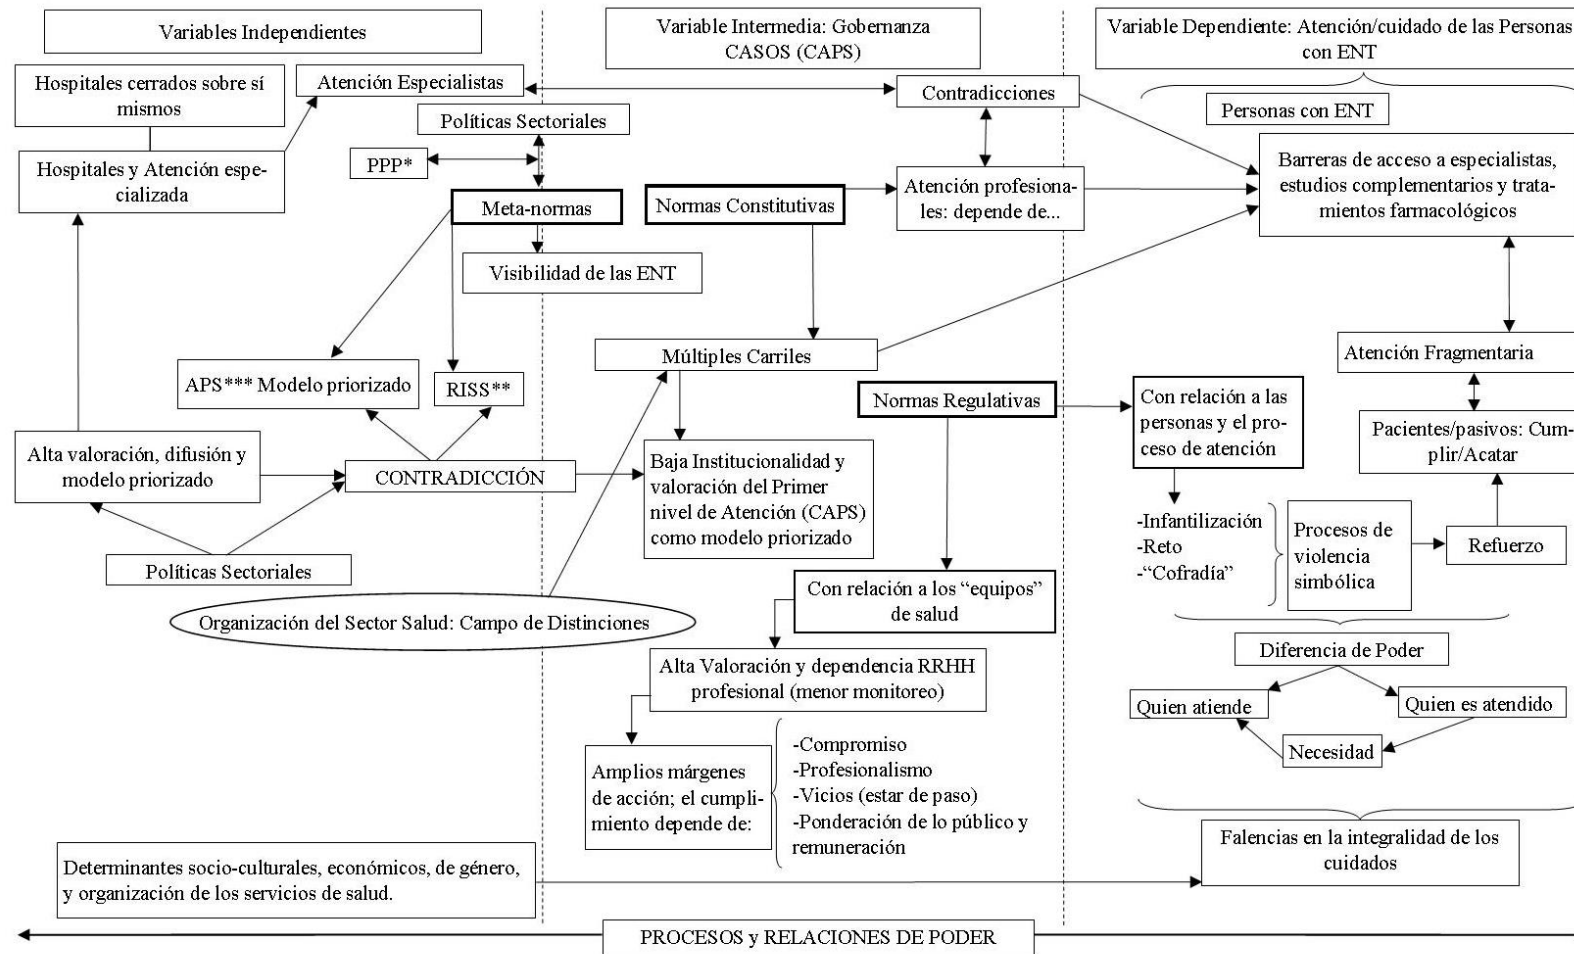 Variables Independientes
Variable Intermedia: Gobernanza
CASOS (CAPS)
Variable Dependiente: Atención/cuidado de las Personas
con ENT
Hospitales cerrados sobre sí
mismos
Atención Especialistas
Contradicciones
Personas con ENT
Políticas Sectoriales
PPP*
Hospitales y Atención espe-
cializada
Meta-normas
Normas Constitutivas
Atención profesiona-
les: depende de...
Barreras de acceso a especialistas,
estudios complementarios y trata-
mientos farmacológicos
Visibilidad de las ENT
Múltiples Carriles
Atención Fragmentaria
APS*** Modelo priorizado
RISS**
Normas Regulativas
Con relación a las
personas y el pro-
ceso de atención
Pacientes/pasivos: Cum-
plir/Acatar
Alta valoración, difusión y
modelo priorizado
CONTRADICCIÓN
Baja Institucionalidad y
valoración del Primer
nivel de Atención (CAPS)
como modelo priorizado
-Infantilización
-Reto
-“Cofradía”
Procesos de
violencia
simbólica
Refuerzo
Políticas Sectoriales
Con relación a los “equipos”
de salud
Organización del Sector Salud: Campo de Distinciones
Diferencia de Poder
Alta Valoración y dependencia RRHH
profesional (menor monitoreo)
Quien atiende
Quien es atendido
Necesidad
Amplios márgenes
de acción; el cumpli-
miento depende de:
-Compromiso
-Profesionalismo
-Vicios (estar de paso)
-Ponderación de lo público y
remuneración
Falencias en la integralidad de los
cuidados
Determinantes socio-culturales, económicos, de género,
y organización de los servicios de salud.
PROCESOS y RELACIONES DE PODER